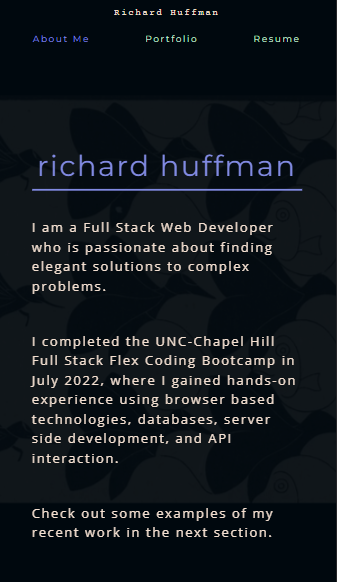 Richard Huffman
About Me Portfolio Resume
richard huffman
I am a Full Stack Web Developer
who is passionate about finding
elegant solutions to complex
problems.
I completed the UNC-Chapel Hill
Full Stack Flex Coding Bootcamp in
July 2022, where I gained hands-on
experience using browser based
technologies, databases, server
side development, and API
interaction.
Check out some examples of my
recent work in the next section.